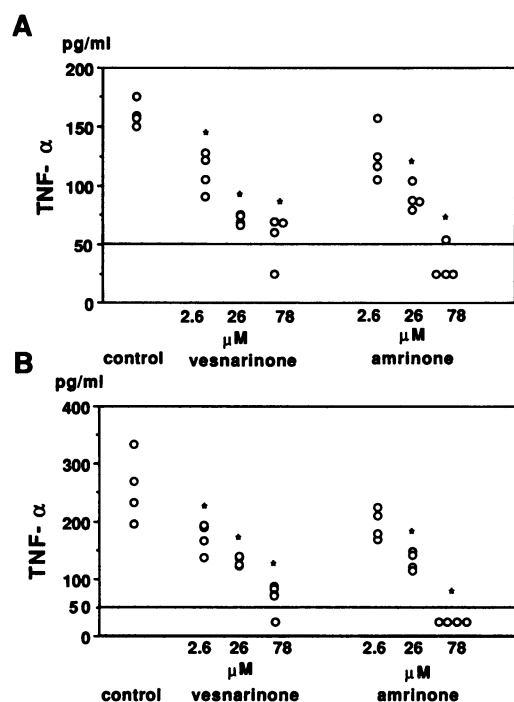 A
pg/ml
200
150
100
50
0
TNF- α
2.6 26 78 2.6 26 78
μM μM
control vesnarinone amrinone
B
pg/ml
400
300
200
100
50
0
TNF- α
2.6 26 78 2.6 26 78
μM μM
control vesnarinone amrinone